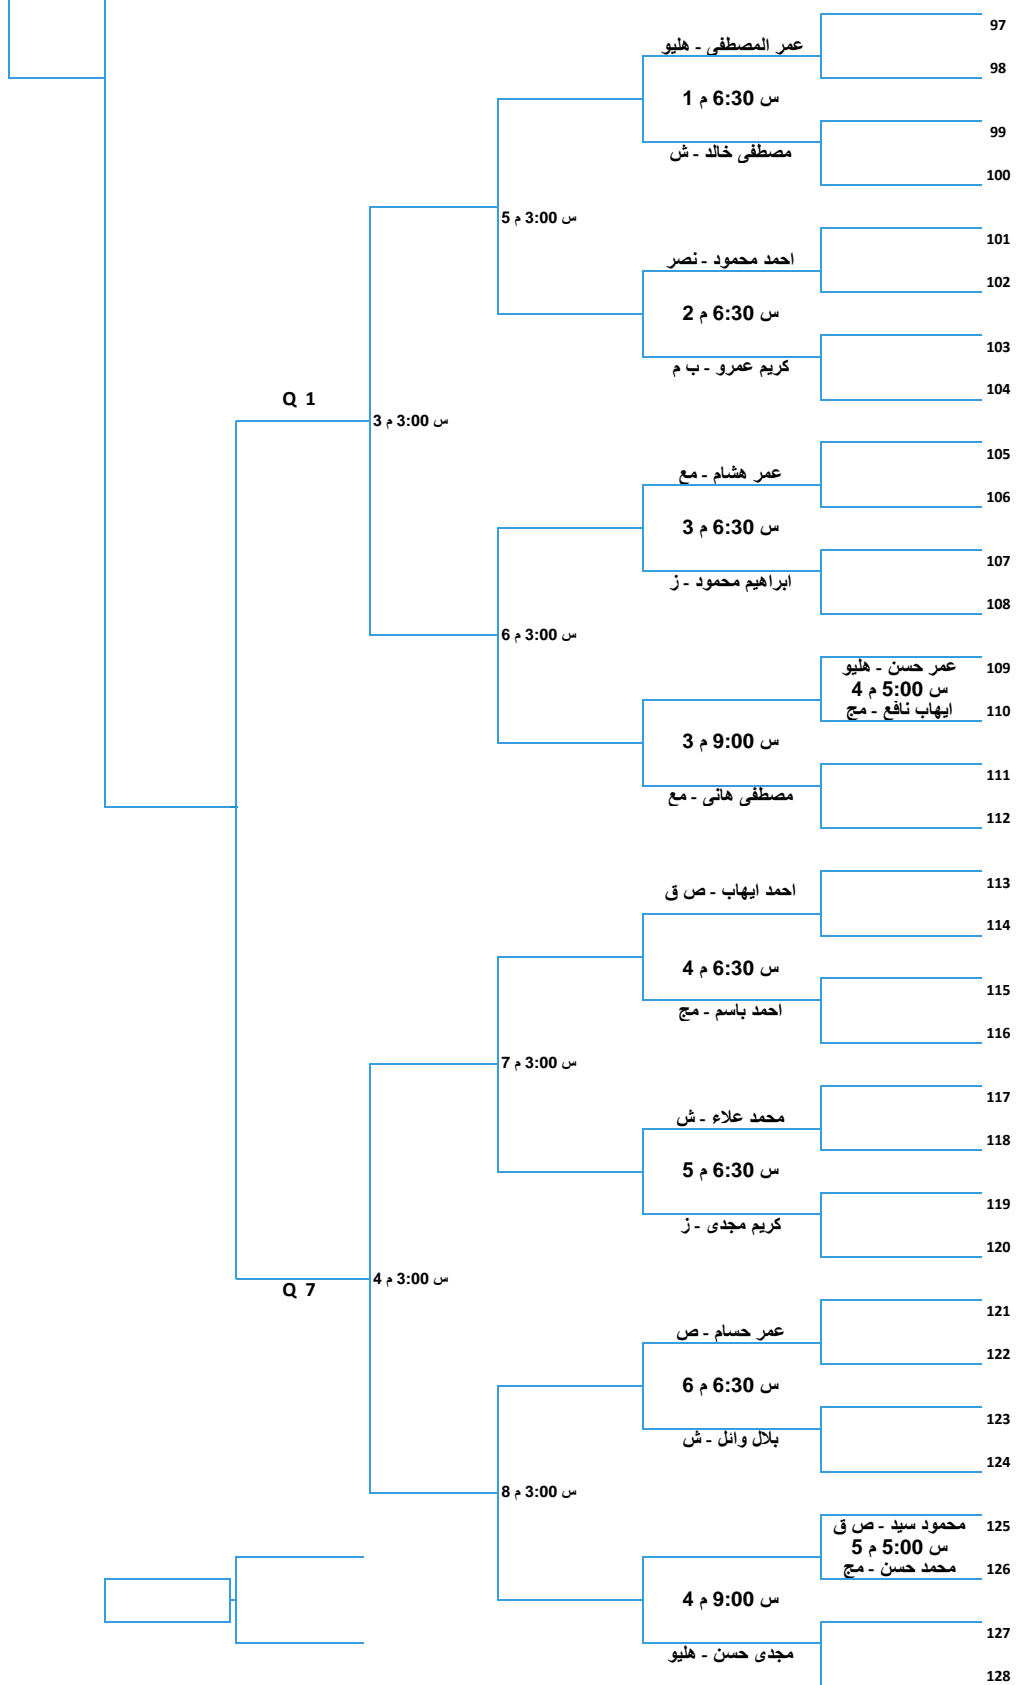 97
عمر المصطفى - هليو
98
س 6:30 م 1
99
مصطفى خالد - ش
100
س 3:00 م 5
101
احمد محمود - نصر
102
س 6:30 م 2
103
كريم عمرو - ب م
104
Q 1
س 3:00 م 3
105
عمر هشام - مع
106
س 6:30 م 3
107
ابراهيم محمود - ز
108
س 3:00 م 6
109
عمر حسن - هليو
س 5:00 م 4
110
ايهاب نافع - مج
س 9:00 م 3
111
مصطفى هانى - مع
112
113
احمد ايهاب - ص ق
114
س 6:30 م 4
115
احمد باسم - مج
116
س 3:00 م 7
117
محمد علاء - ش
118
س 6:30 م 5
119
كريم مجدى - ز
120
س 3:00 م 4
Q 7
121
عمر حسام - ص
122
س 6:30 م 6
123
بلال وائل - ش
124
س 3:00 م 8
125
محمود سيد - ص ق
س 5:00 م 5
126
محمد حسن - مج
س 9:00 م 4
127
مجدى حسن - هليو
128